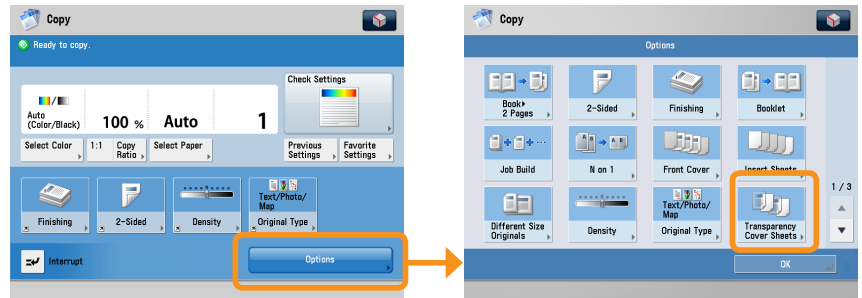 Copy
Ready to copy.
Check Settings
Auto
(Color/Black)
100 %
Auto
1
Select Color
1:1
Copy
Ratio
Select Paper
Previous
Settings
Favorite
Settings
Finishing
2-Sided
Density
Text/Photo/
Map
Original Type
Interrupt
Options
Copy
Options
Book▸
2 Pages
2-Sided
Finishing
Booklet
Job Build
N on 1
Front Cover
Insert Sheets
1 / 3
Different Size
Originals
Density
Text/Photo/
Map
Original Type
Transparency
Cover Sheets
OK